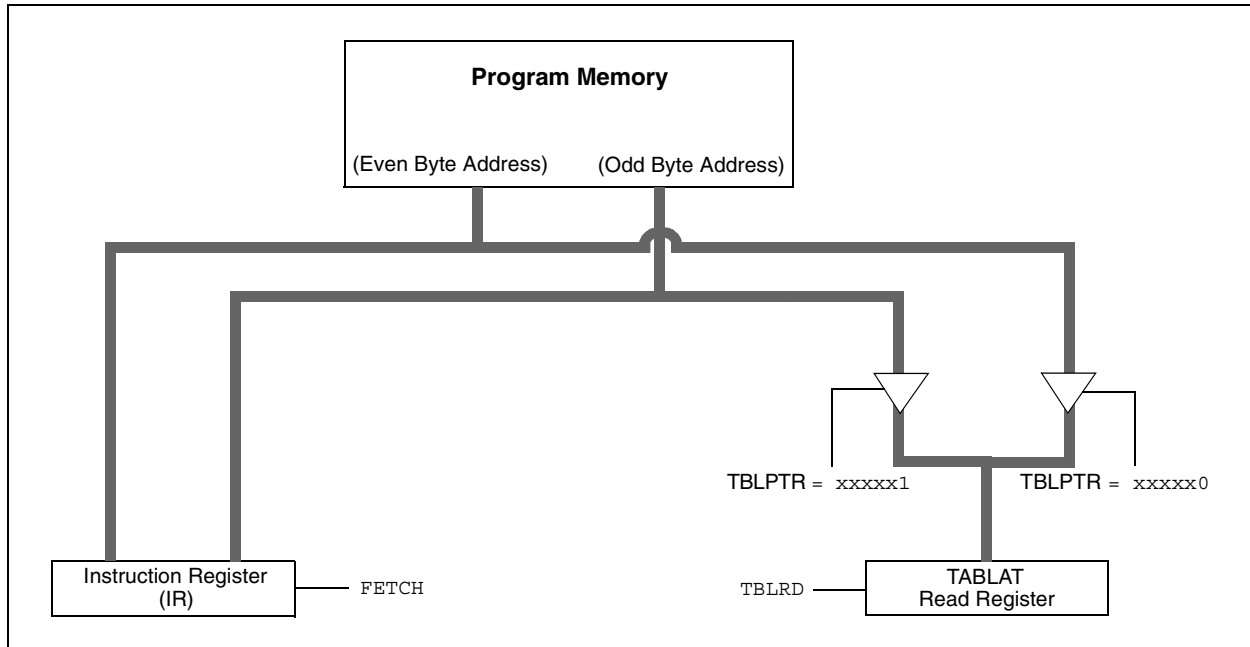 Program Memory
(Even Byte Address)
(Odd Byte Address)
TBLPTR = xxxxx1
TBLPTR = xxxxx0
Instruction Register
(IR)
FETCH
TBLRD
TABLAT
Read Register